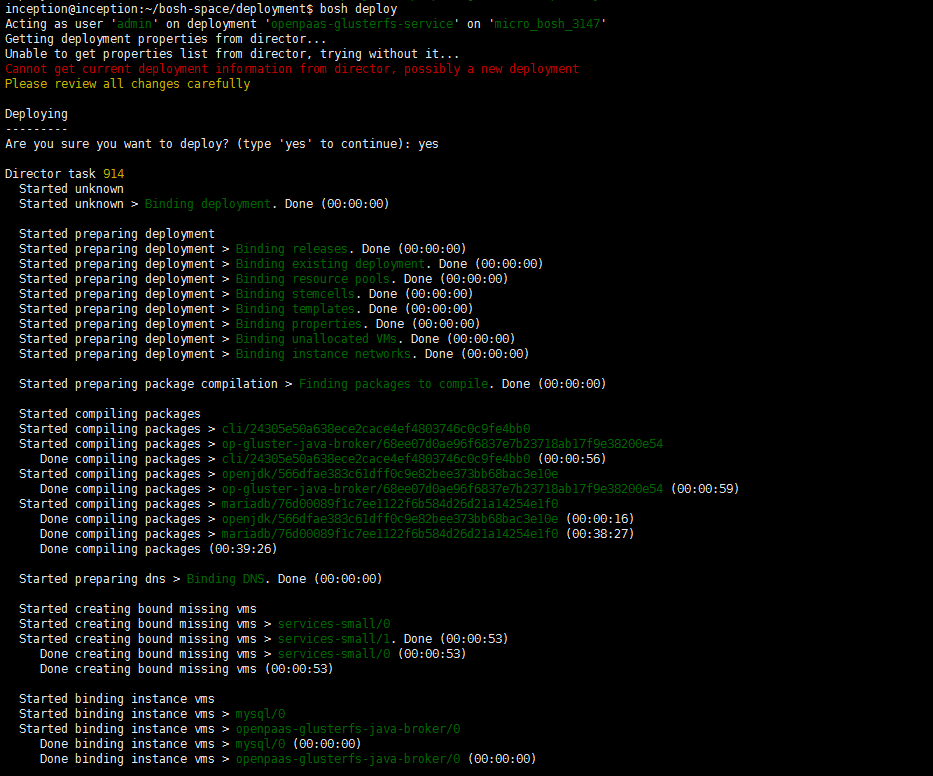 inception@inception:~/bosh-space/deployment$ bosh deploy
Acting as user 'admin' on deployment 'openpaas-glusterfs-service' on 'micro_bosh_3147'
Getting deployment properties from director...
Unable to get properties list from director, trying without it...
Cannot get current deployment information from director, possibly a new deployment
Please review all changes carefully
Deploying
---------
Are you sure you want to deploy? (type 'yes' to continue): yes
Director task 914
Started unknown
Started unknown > Binding deployment. Done (00:00:00)
Started preparing deployment
Started preparing deployment > Binding releases. Done (00:00:00)
Started preparing deployment > Binding existing deployment. Done (00:00:00)
Started preparing deployment > Binding resource pools. Done (00:00:00)
Started preparing deployment > Binding stemcells. Done (00:00:00)
Started preparing deployment > Binding templates. Done (00:00:00)
Started preparing deployment > Binding properties. Done (00:00:00)
Started preparing deployment > Binding unallocated VMs. Done (00:00:00)
Started preparing deployment > Binding instance networks. Done (00:00:00)
Started preparing package compilation > Finding packages to compile. Done (00:00:00)
Started compiling packages
Started compiling packages > cli/24305e50a638ece2cace4ef4803746c0c9fe4bb0
Started compiling packages > op-gluster-java-broker/68ee07d0ae96f6837e7b23718ab17f9e38200e54
Done compiling packages > cli/24305e50a638ece2cace4ef4803746c0c9fe4bb0 (00:00:56)
Started compiling packages > openjdk/566dfae383c61dff0c9e82bee373bb68bac3e10e
Done compiling packages > op-gluster-java-broker/68ee07d0ae96f6837e7b23718ab17f9e38200e54 (00:00:59)
Started compiling packages > mariadb/76d00089f1c7ee1122f6b584d26d21a14254e1f0
Done compiling packages > openjdk/566dfae383c61dff0c9e82bee373bb68bac3e10e (00:00:16)
Done compiling packages > mariadb/76d00089f1c7ee1122f6b584d26d21a14254e1f0 (00:38:27)
Done compiling packages (00:39:26)
Started preparing dns > Binding DNS. Done (00:00:00)
Started creating bound missing vms
Started creating bound missing vms > services-small/0
Started creating bound missing vms > services-small/1. Done (00:00:53)
Done creating bound missing vms > services-small/0 (00:00:53)
Done creating bound missing vms (00:00:53)
Started binding instance vms
Started binding instance vms > mysql/0
Started binding instance vms > openpaas-glusterfs-java-broker/0
Done binding instance vms > mysql/0 (00:00:00)
Done binding instance vms > openpaas-glusterfs-java-broker/0 (00:00:00)